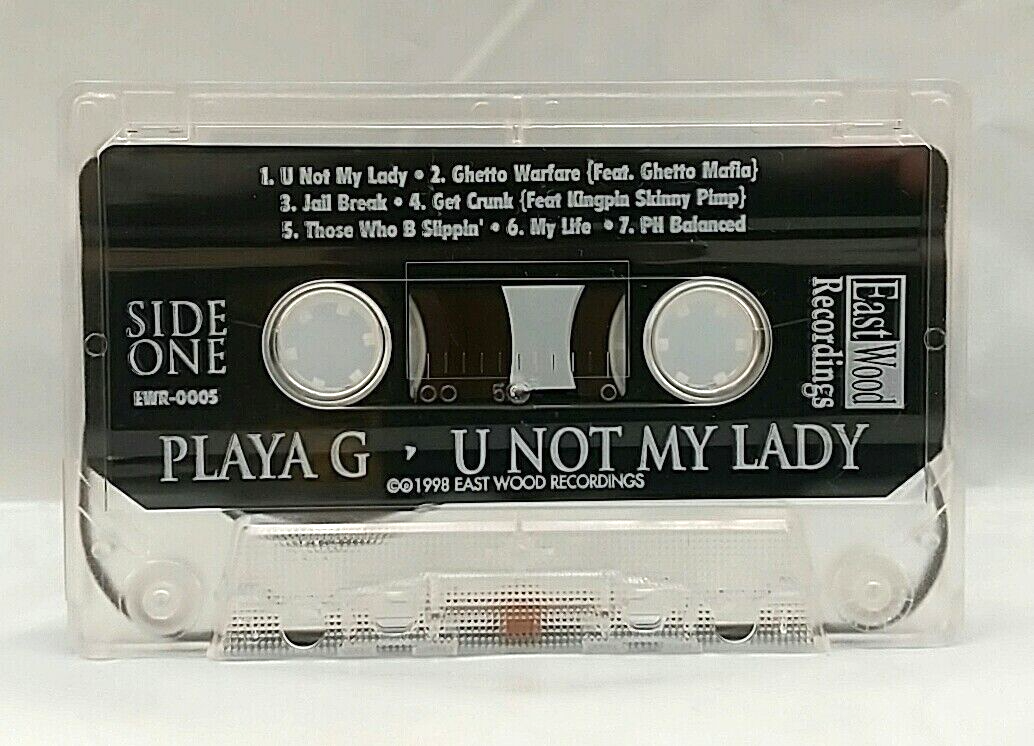 1. U Not My Lady • 2. Ghetto Warfare {Feat. Ghetto Mafia}
3. Jail Break • 4. Get Crunk {Feat Kingpin Skinny Pimp}
5. Those Who B Slippin' • 6. My Life • 7. PH Balanced
SIDE
ONE
EWR-0005
East Wood
Recordings
PLAYA G • U NOT MY LADY
©℗1998 EAST WOOD RECORDINGS